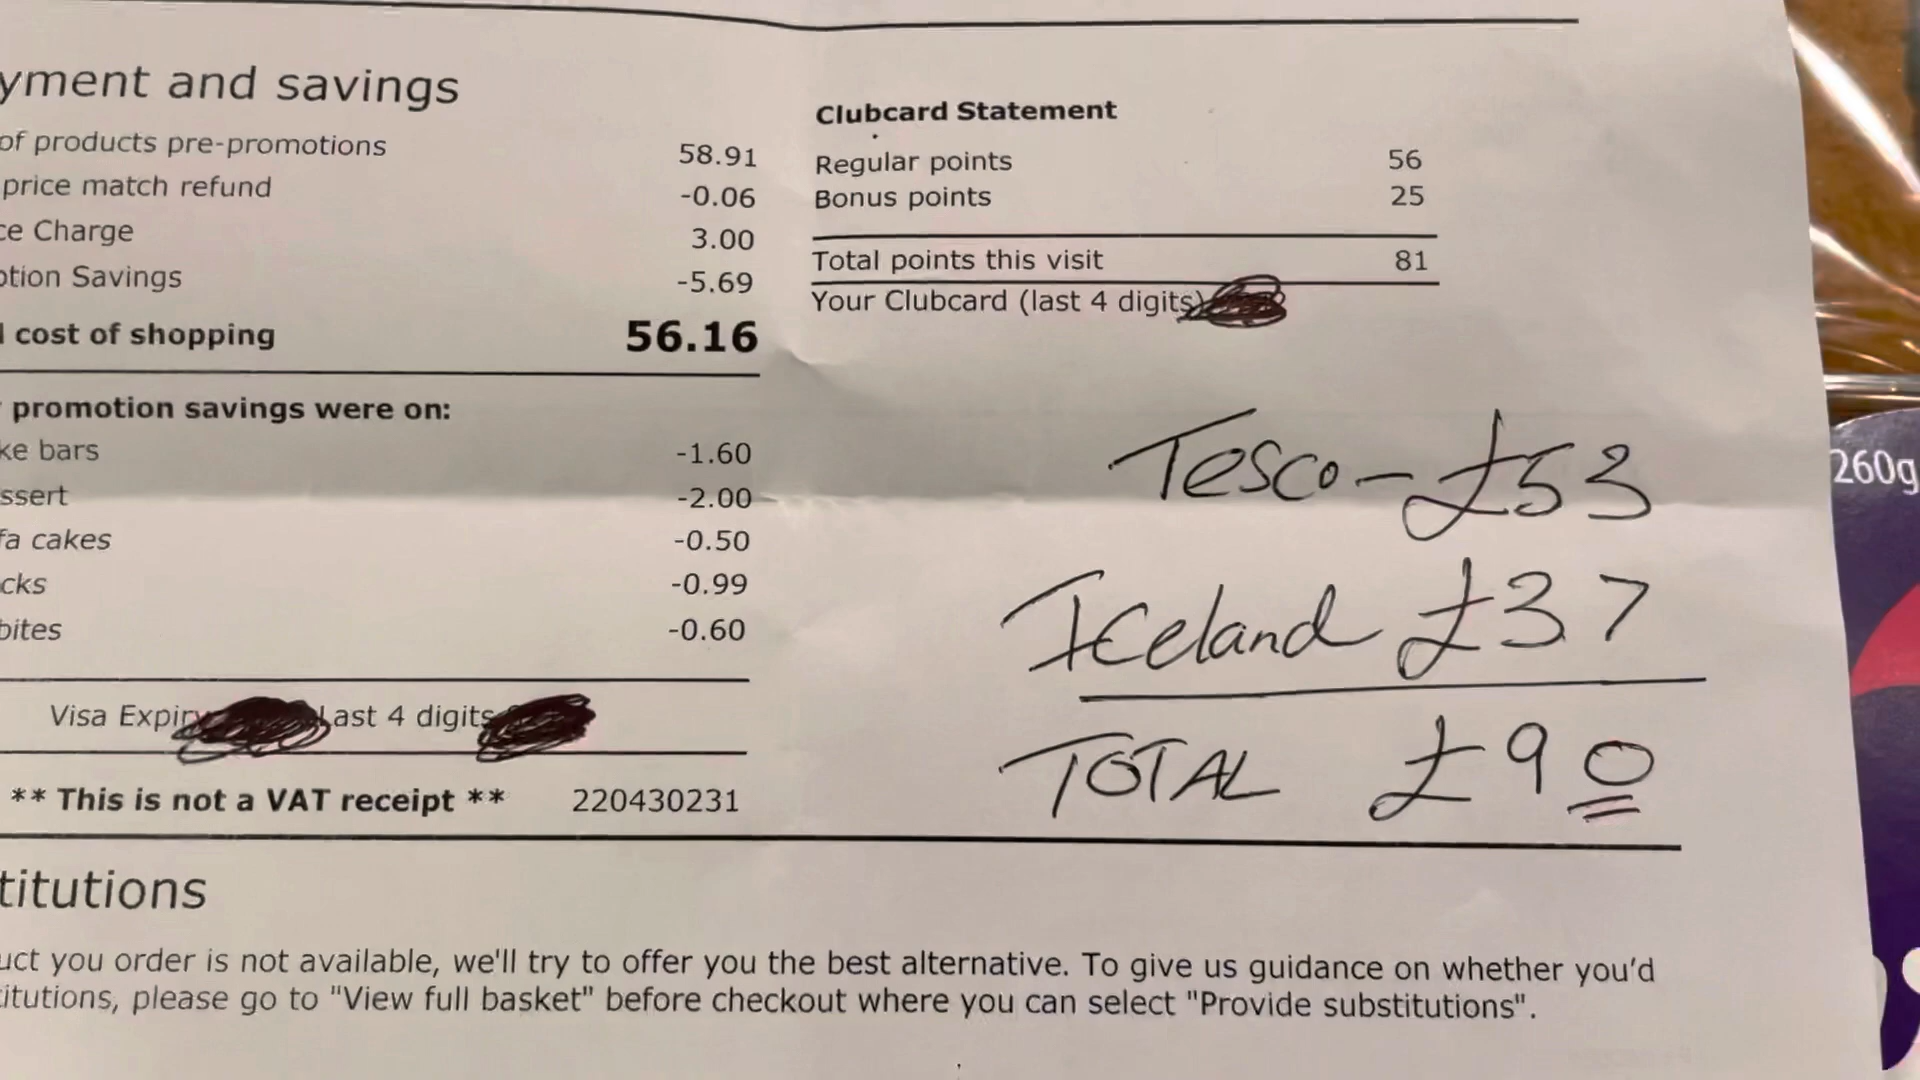 yment and savings
of products pre-promotions 58.91
price match refund -0.06
ce Charge 3.00
otion Savings -5.69
l cost of shopping 56.16
promotion savings were on:
ke bars -1.60
ssert -2.00
fa cakes -0.50
cks -0.99
bites -0.60
Visa Expiry Last 4 digits
** This is not a VAT receipt ** 220430231
Clubcard Statement
Regular points 56
Bonus points 25
Total points this visit 81
Your Clubcard (last 4 digits)
Tesco - £53
Iceland £37
TOTAL £90
260g
titutions
uct you order is not available, we'll try to offer you the best alternative. To give us guidance on whether you'd
itutions, please go to "View full basket" before checkout where you can select "Provide substitutions".